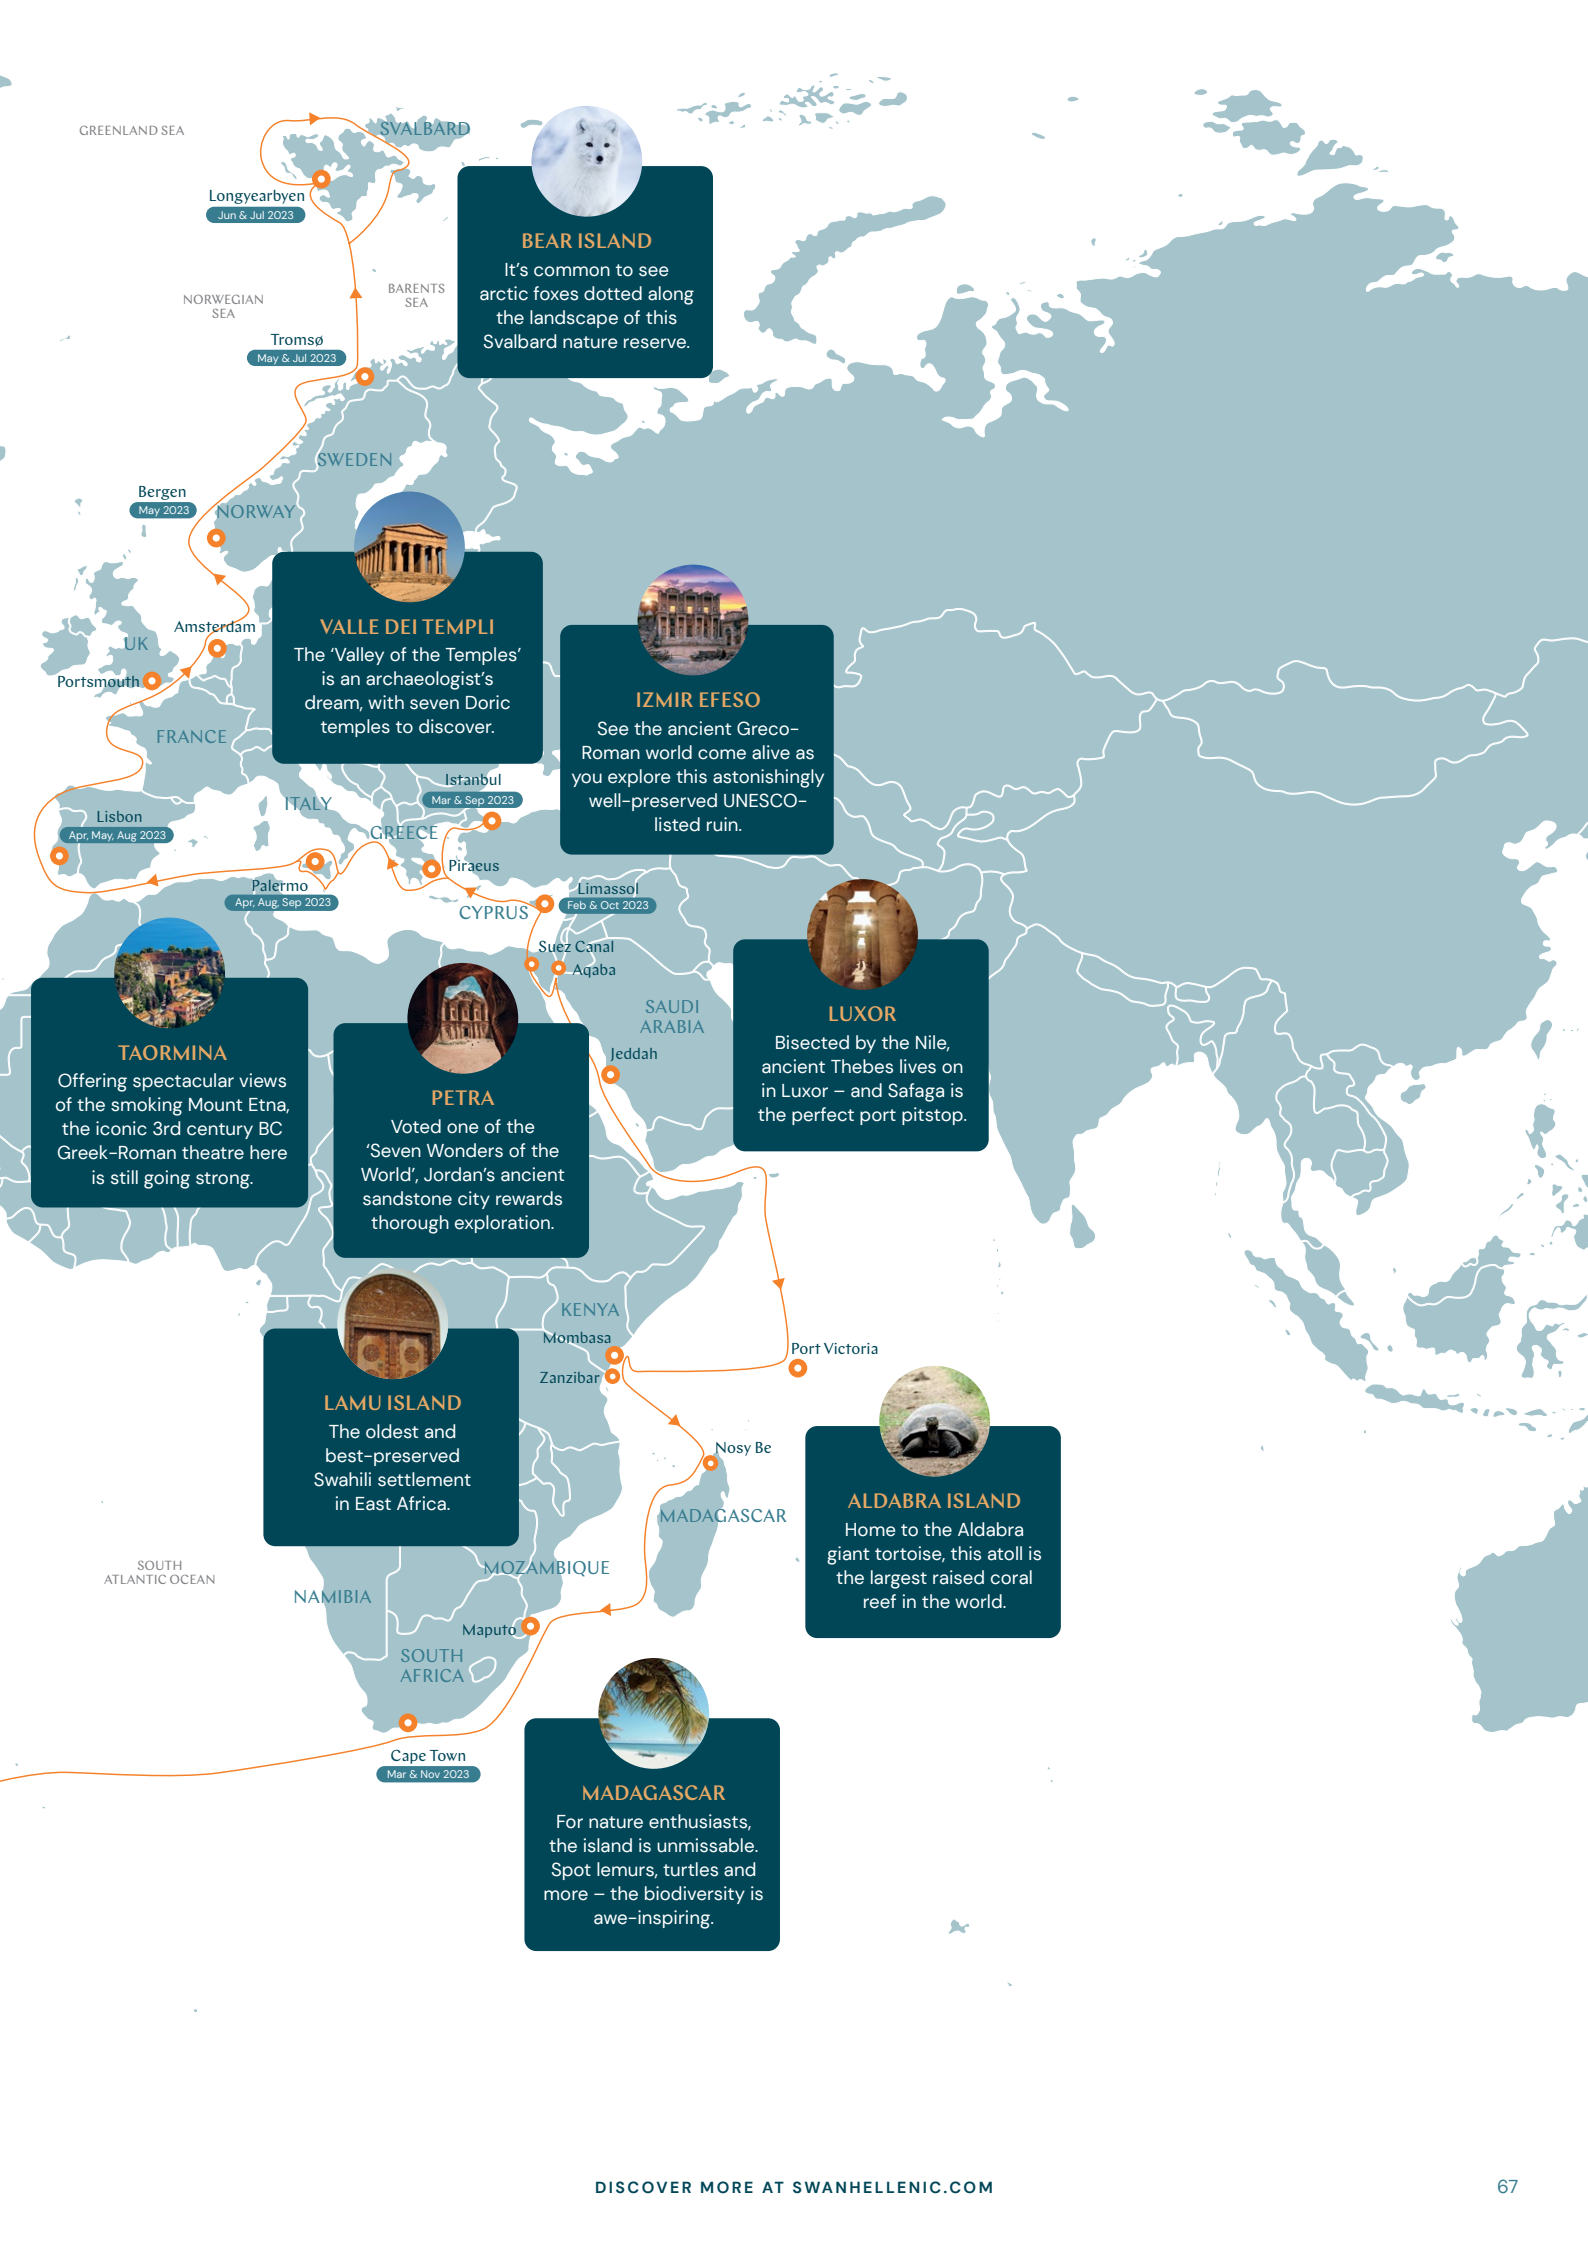 GREENLAND SEA
SVALBARD
Longyearbyen
Jun & Jul 2023
BEAR ISLAND
It's common to see
arctic foxes dotted along
the landscape of this
Svalbard nature reserve.
NORWEGIAN
SEA
BARENTS
SEA
Tromsø
May & Jul 2023
SWEDEN
Bergen
May 2023
NORWAY
VALLE DEI TEMPLI
The ‘Valley of the Temples’
is an archaeologist's
dream, with seven Doric
temples to discover.
Amsterdam
UK
Portsmouth
FRANCE
IZMIR EFESO
See the ancient Greco-
Roman world come alive as
you explore this astonishingly
well-preserved UNESCO-
listed ruin.
Istanbul
Mar & Sep 2023
ITALY
GREECE
Lisbon
Apr, May, Aug 2023
Piraeus
Palermo
Apr, Aug, Sep 2023
Limassol
Feb & Oct 2023
CYPRUS
Suez Canal
Aqaba
SAUDI
ARABIA
Jeddah
LUXOR
Bisected by the Nile,
ancient Thebes lives on
in Luxor – and Safaga is
the perfect port pitstop.
TAORMINA
Offering spectacular views
of the smoking Mount Etna,
the iconic 3rd century BC
Greek-Roman theatre here
is still going strong.
PETRA
Voted one of the
‘Seven Wonders of the
World’, Jordan's ancient
sandstone city rewards
thorough exploration.
KENYA
Mombasa
Zanzibar
Port Victoria
LAMU ISLAND
The oldest and
best-preserved
Swahili settlement
in East Africa.
Nosy Be
MADAGASCAR
ALDABRA ISLAND
Home to the Aldabra
giant tortoise, this atoll is
the largest raised coral
reef in the world.
SOUTH
ATLANTIC OCEAN
MOZAMBIQUE
NAMIBIA
Maputo
SOUTH
AFRICA
Cape Town
Mar & Nov 2023
MADAGASCAR
For nature enthusiasts,
the island is unmissable.
Spot lemurs, turtles and
more – the biodiversity is
awe-inspiring.
DISCOVER MORE AT SWANHELLENIC.COM
67